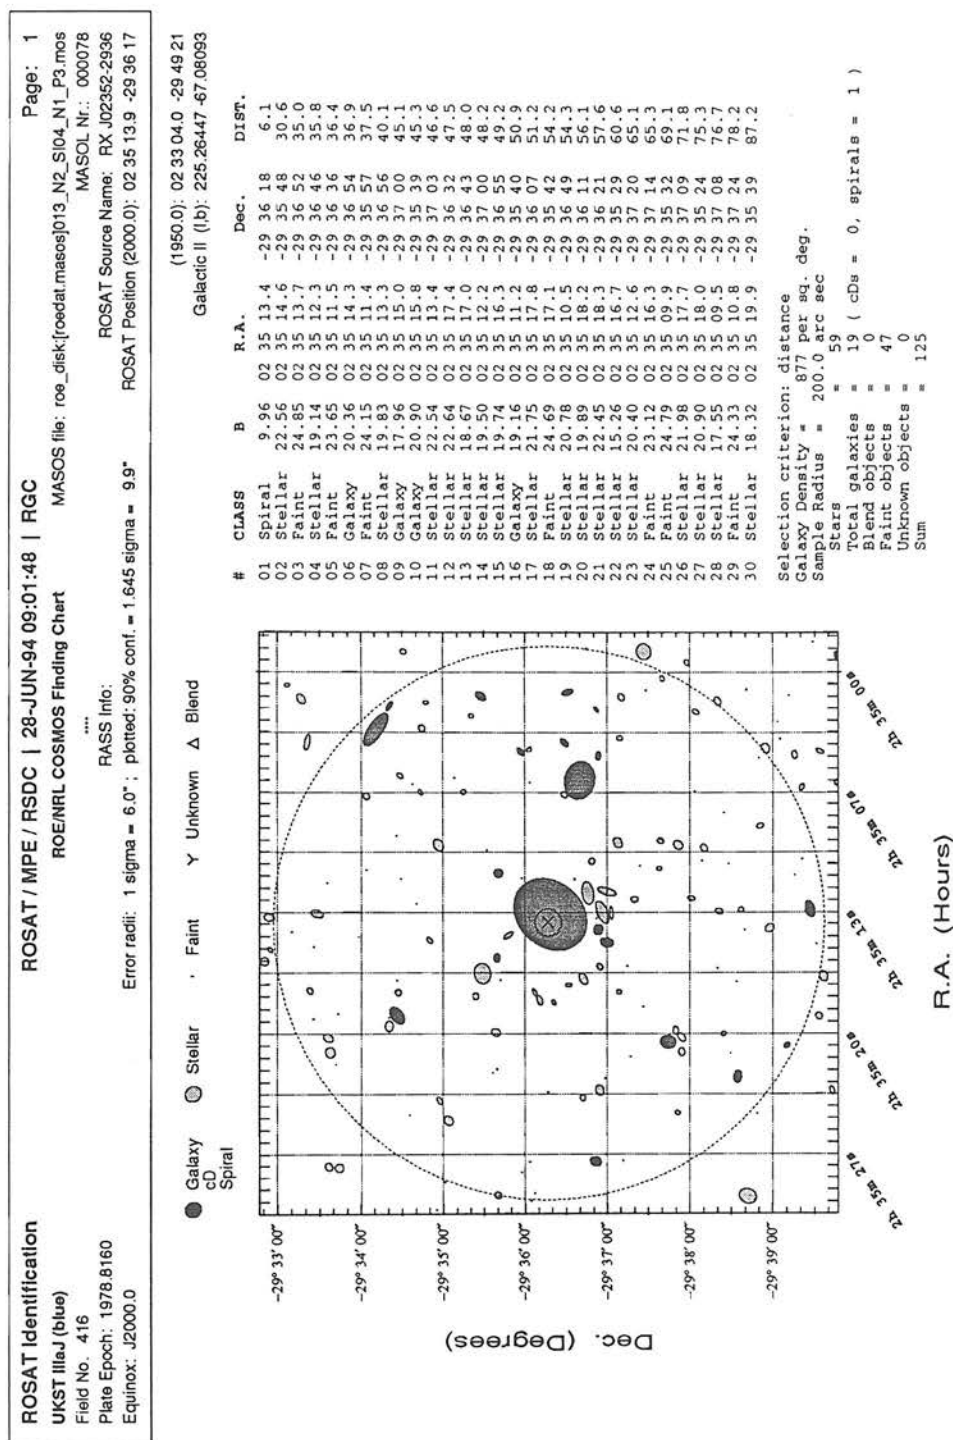 ROSAT Identification ROSAT / MPE / RSDC | 28-JUN-94 09:01:48 | RGC Page: 1
UKST IIIaJ (blue) ROE/NRL COSMOS Finding Chart MASOS file: roe_disk:[roedat.masos]013_N2_SI04_N1_P3.mos
Field No. 416 **** MASOL Nr.: 000078
Plate Epoch: 1978.8160 RASS Info: ROSAT Source Name: RX J02352-2936
Equinox: J2000.0 Error radii: 1 sigma = 6.0" ; plotted: 90% conf. = 1.645 sigma = 9.9" ROSAT Position (2000.0): 02 35 13.9 -29 36 17
(1950.0): 02 33 04.0 -29 49 21
Galactic II (l,b): 225.26447 -67.08093
Galaxy Stellar Faint Unknown Blend
cD
Spiral
-29° 33' 00"
-29° 34' 00"
-29° 35' 00"
-29° 36' 00"
-29° 37' 00"
-29° 38' 00"
-29° 39' 00"
Dec. (Degrees)
2h 35m 27s 2h 35m 20s 2h 35m 13s 2h 35m 07s 2h 35m 00s
R.A. (Hours)
# CLASS B R.A. Dec. DIST.
01 Spiral 9.96 02 35 13.4 -29 36 18 6.1
02 Stellar 22.56 02 35 14.6 -29 35 48 30.6
03 Faint 24.85 02 35 13.7 -29 36 52 35.0
04 Stellar 19.14 02 35 12.3 -29 36 46 35.8
05 Faint 23.65 02 35 11.5 -29 36 36 36.4
06 Galaxy 20.36 02 35 14.3 -29 36 54 36.9
07 Faint 24.15 02 35 11.4 -29 35 57 37.5
08 Stellar 19.83 02 35 13.3 -29 36 56 40.1
09 Galaxy 17.96 02 35 15.0 -29 37 00 45.1
10 Galaxy 20.90 02 35 15.8 -29 35 39 45.3
11 Stellar 22.54 02 35 13.4 -29 37 03 46.6
12 Stellar 22.64 02 35 17.4 -29 36 32 47.5
13 Stellar 18.67 02 35 17.0 -29 36 43 48.0
14 Stellar 19.50 02 35 12.2 -29 37 00 48.2
15 Stellar 19.74 02 35 16.3 -29 36 55 49.2
16 Galaxy 19.16 02 35 11.2 -29 35 40 50.9
17 Stellar 21.75 02 35 17.8 -29 36 07 51.2
18 Faint 24.69 02 35 17.1 -29 35 42 54.2
19 Stellar 20.78 02 35 10.5 -29 36 49 54.3
20 Stellar 19.89 02 35 18.2 -29 36 11 56.1
21 Stellar 22.45 02 35 18.3 -29 36 21 57.6
22 Stellar 15.26 02 35 16.7 -29 35 29 60.6
23 Stellar 20.40 02 35 12.6 -29 37 20 65.1
24 Faint 23.12 02 35 16.3 -29 37 14 65.3
25 Faint 24.79 02 35 09.9 -29 35 32 69.1
26 Stellar 21.98 02 35 17.7 -29 37 09 71.8
27 Stellar 20.90 02 35 18.0 -29 35 24 75.3
28 Stellar 17.55 02 35 09.5 -29 37 08 76.7
29 Faint 24.33 02 35 10.8 -29 37 24 78.2
30 Stellar 18.32 02 35 19.9 -29 35 39 87.2
Selection criterion: distance
Galaxy Density = 877 per sq. deg.
Sample Radius = 200.0 arc sec
Stars = 59
Total galaxies = 19 ( cDs = 0, spirals = 1 )
Blend objects = 0
Faint objects = 47
Unknown objects = 0
Sum = 125